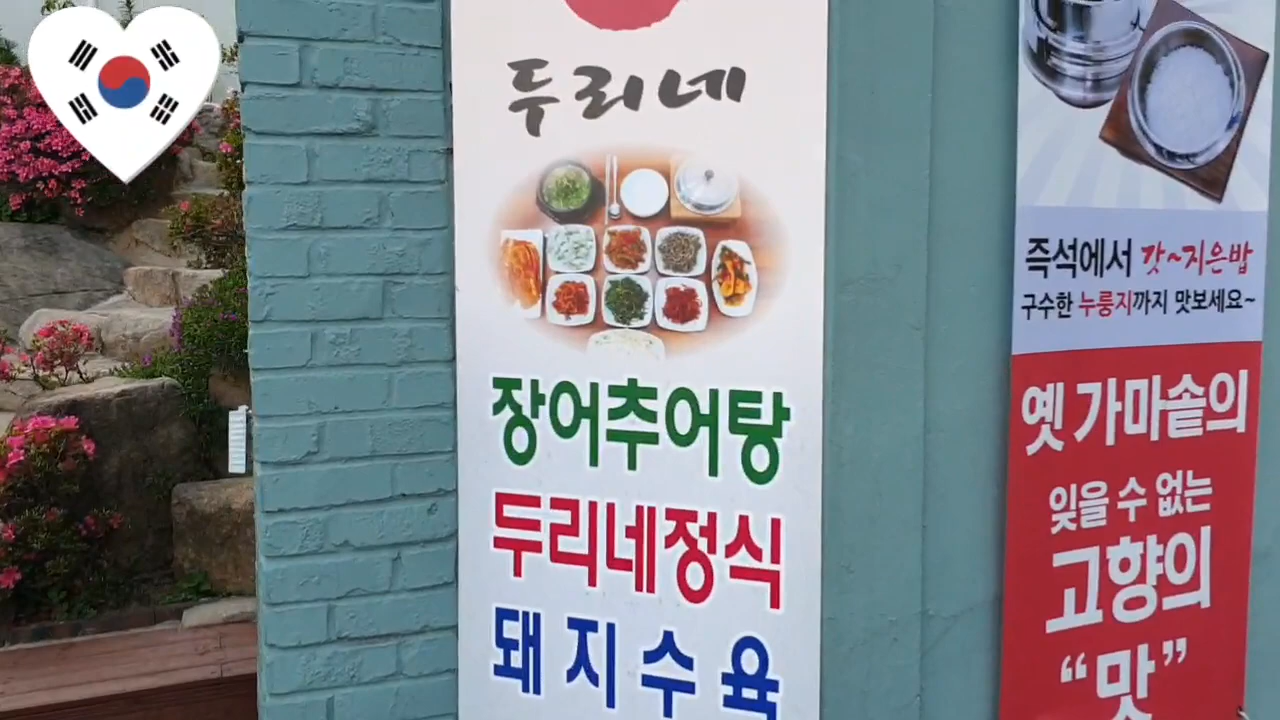 두리네
장어추어탕
두리네정식
돼지수육
즉석에서 갓~지은밥
구수한 누룽지까지 맛보세요~
옛 가마솥의
잊을 수 없는
고향의
“맛”